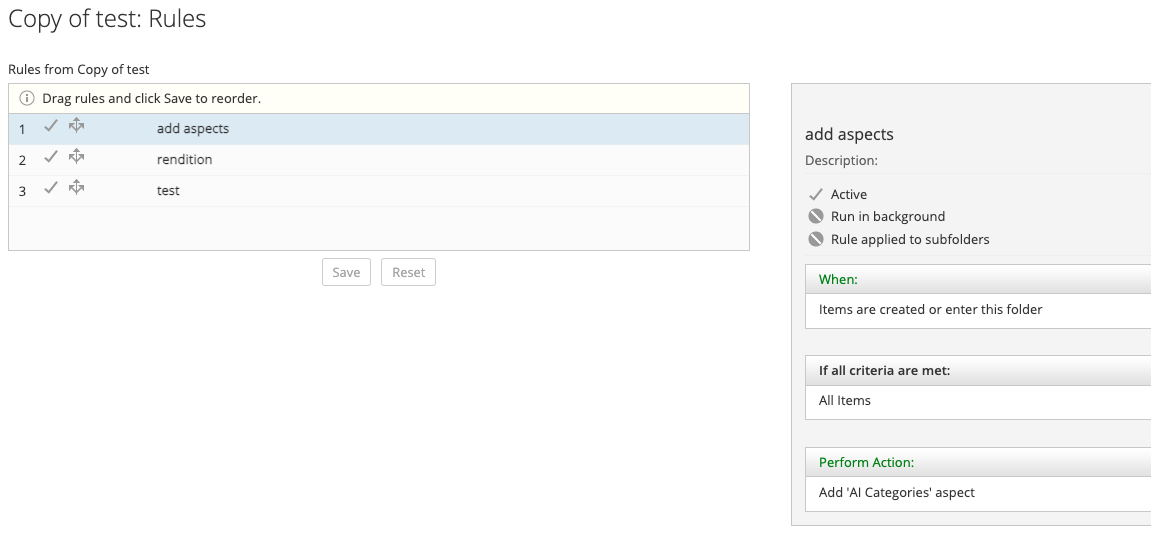 Copy of test: Rules
Rules from Copy of test
Drag rules and click Save to reorder.
1 add aspects
2 rendition
3 test
Save Reset
add aspects
Description:
Active
Run in background
Rule applied to subfolders
When:
Items are created or enter this folder
If all criteria are met:
All Items
Perform Action:
Add 'AI Categories' aspect